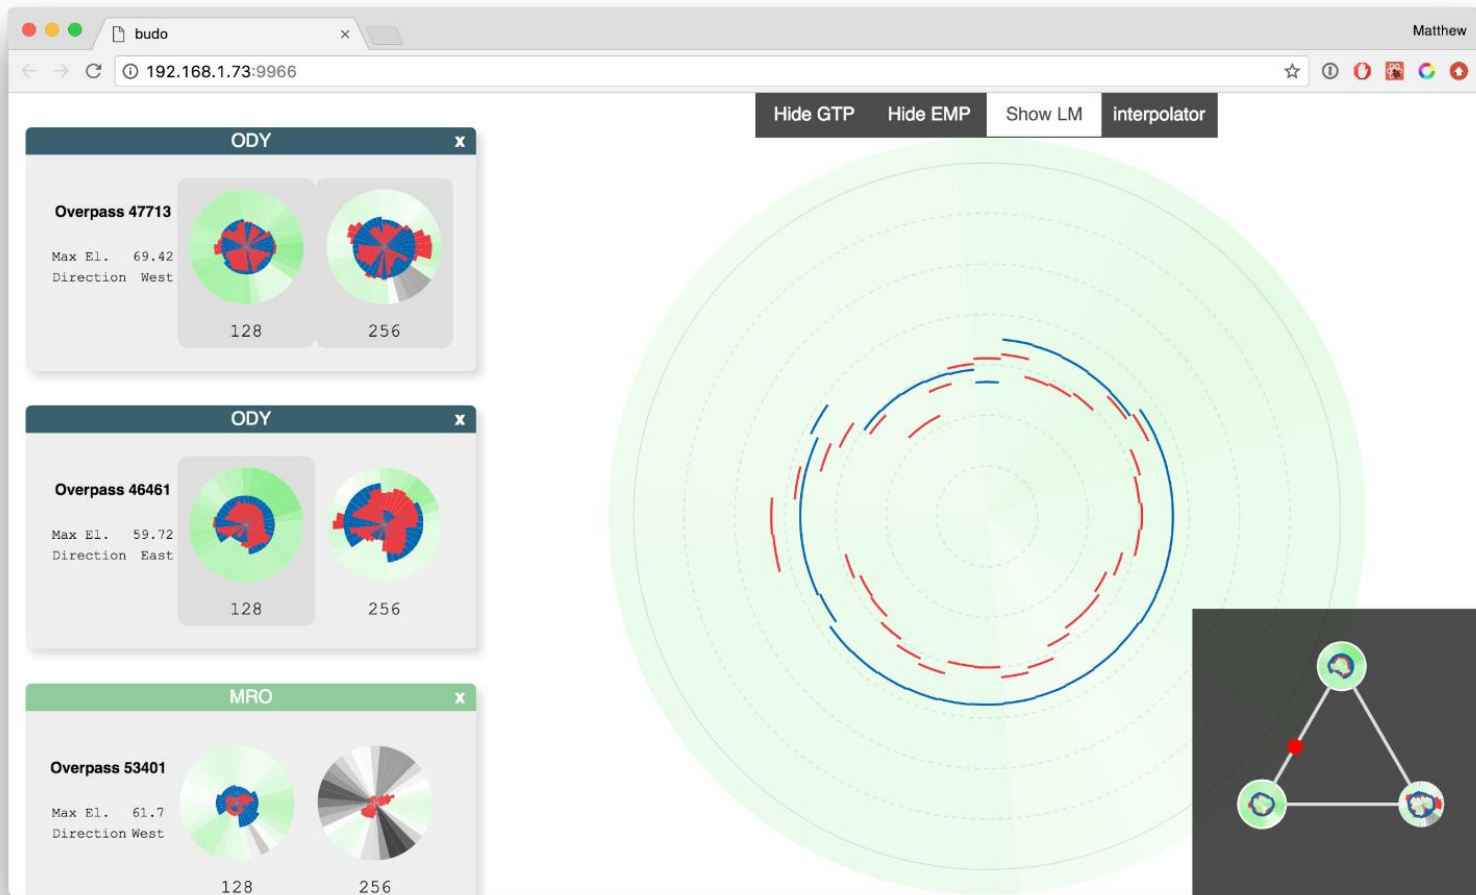 budo
Matthew
192.168.1.73:9966
Hide GTP Hide EMP Show LM interpolator
ODY x
Overpass 47713
Max El. 69.42
Direction West
128 256
ODY x
Overpass 46461
Max El. 59.72
Direction East
128 256
MRO x
Overpass 53401
Max El. 61.7
Direction West
128 256